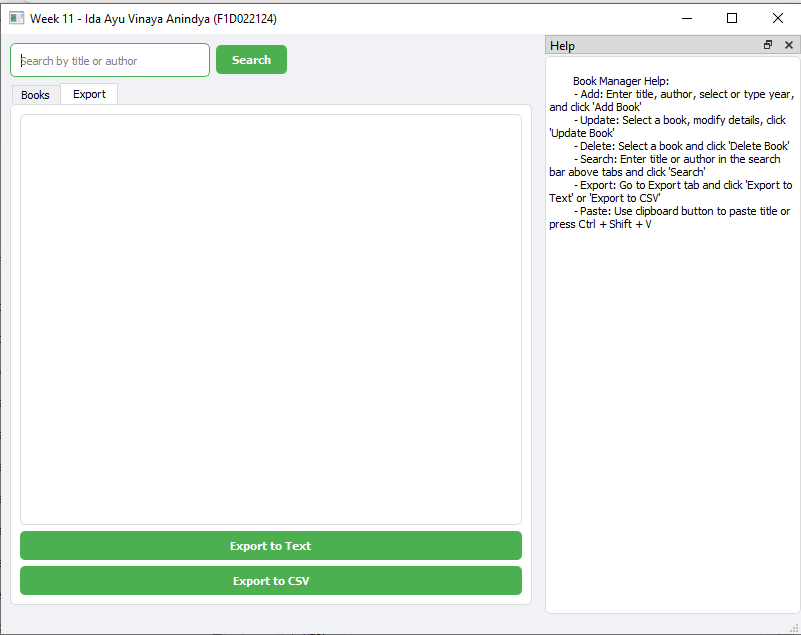 Week 11 - Ida Ayu Vinaya Anindya (F1D022124)
Search by title or author
Search
Books
Export
Export to Text
Export to CSV
Help
Book Manager Help:
- Add: Enter title, author, select or type year,
and click 'Add Book'
- Update: Select a book, modify details, click
'Update Book'
- Delete: Select a book and click 'Delete Book'
- Search: Enter title or author in the search
bar above tabs and click 'Search'
- Export: Go to Export tab and click 'Export to
Text' or 'Export to CSV'
- Paste: Use clipboard button to paste title or
press Ctrl + Shift + V